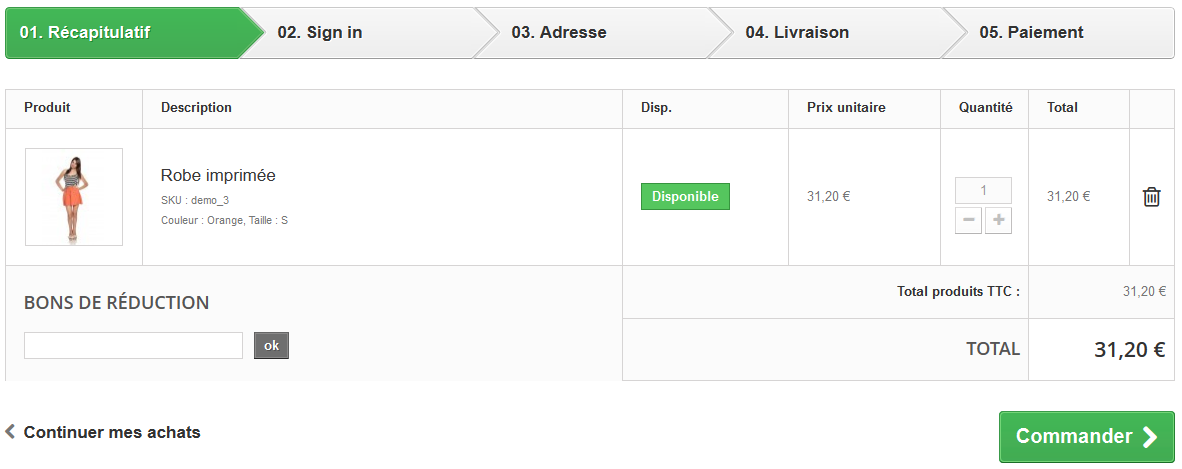 01. Récapitulatif
02. Sign in
03. Adresse
04. Livraison
05. Paiement
Produit
Description
Disp.
Prix unitaire
Quantité
Total
Robe imprimée
SKU : demo_3
Couleur : Orange, Taille : S
Disponible
31,20 €
1
31,20 €
BONS DE RÉDUCTION
ok
Total produits TTC :
31,20 €
TOTAL
31,20 €
Continuer mes achats
Commander